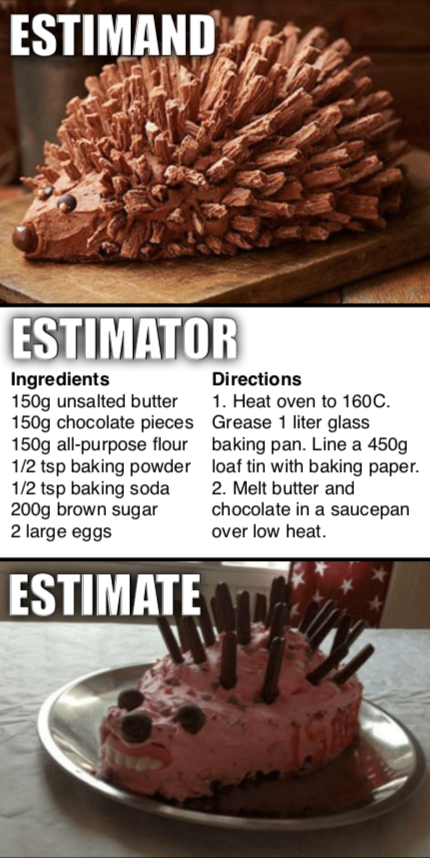 ESTIMAND
ESTIMATOR
Ingredients
150g unsalted butter
150g chocolate pieces
150g all-purpose flour
1/2 tsp baking powder
1/2 tsp baking soda
200g brown sugar
2 large eggs
Directions
1. Heat oven to 160C.
Grease 1 liter glass
baking pan. Line a 450g
loaf tin with baking paper.
2. Melt butter and
chocolate in a saucepan
over low heat.
ESTIMATE